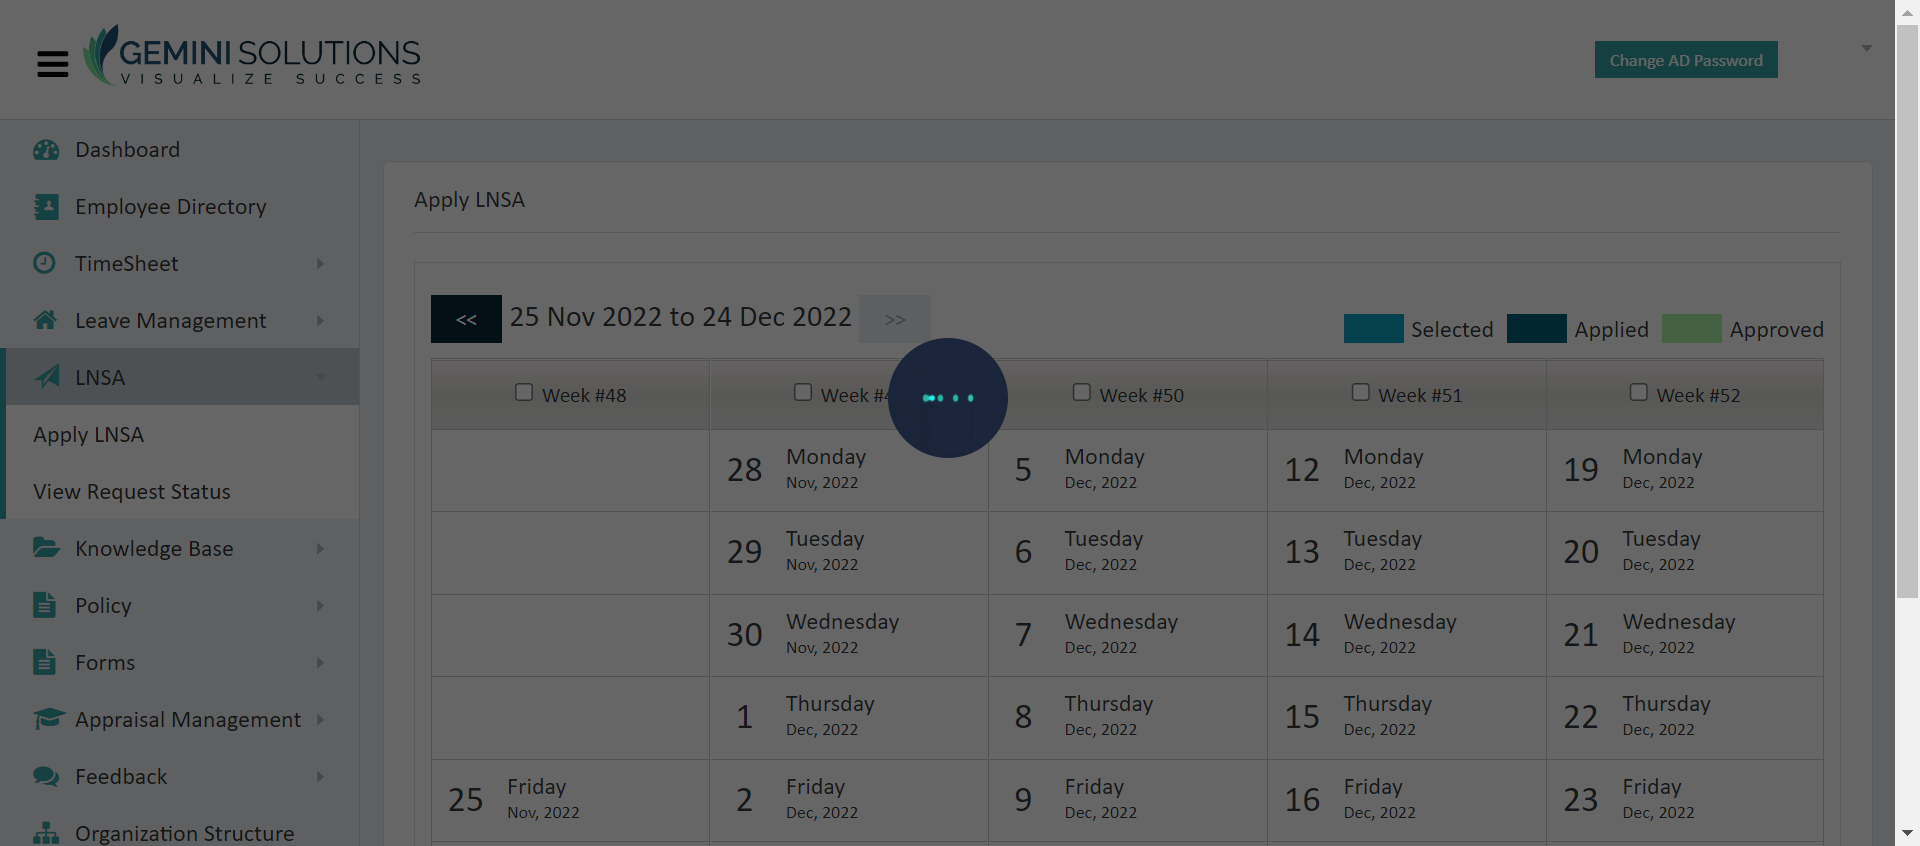 GEMINI SOLUTIONS
VISUALIZE SUCCESS
Change AD Password
Dashboard
Employee Directory
TimeSheet
Leave Management
LNSA
Apply LNSA
View Request Status
Knowledge Base
Policy
Forms
Appraisal Management
Feedback
Organization Structure
Apply LNSA
<< 25 Nov 2022 to 24 Dec 2022 >>
Selected Applied Approved
Week #48 Week Week #50 Week #51 Week #52
28 Monday Nov, 2022 5 Monday Dec, 2022 12 Monday Dec, 2022 19 Monday Dec, 2022
29 Tuesday Nov, 2022 6 Tuesday Dec, 2022 13 Tuesday Dec, 2022 20 Tuesday Dec, 2022
30 Wednesday Nov, 2022 7 Wednesday Dec, 2022 14 Wednesday Dec, 2022 21 Wednesday Dec, 2022
1 Thursday Dec, 2022 8 Thursday Dec, 2022 15 Thursday Dec, 2022 22 Thursday Dec, 2022
25 Friday Nov, 2022 2 Friday Dec, 2022 9 Friday Dec, 2022 16 Friday Dec, 2022 23 Friday Dec, 2022